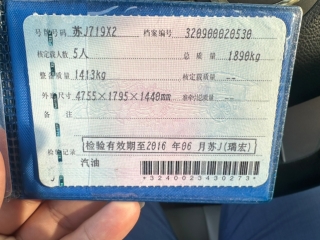 号牌号码 苏J719X2 档案编号 320900020530
核定载人数 5人 总质量 1890kg
整备质量 1413kg 核定载质量 --
外廓尺寸 4755×1795×1440mm 准牵引总质量 --
备注
检验记录 检验有效期至2016年06月苏J(瑞宏)
汽油
*3240023430273*